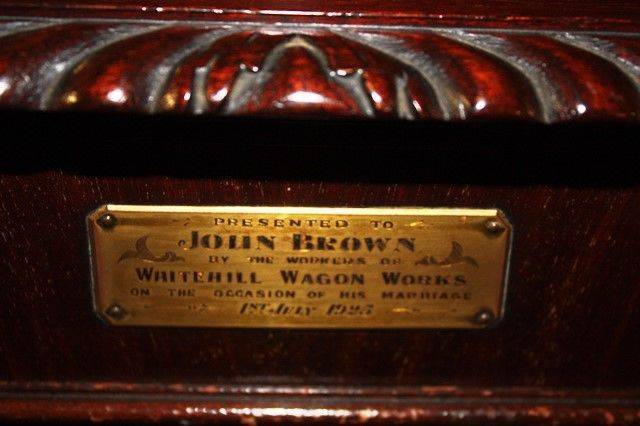 PRESENTED TO
JOHN BROWN
BY THE WORKERS OF
WHITEHILL WAGON WORKS
ON THE OCCASION OF HIS MARRIAGE
1ST JULY 1925